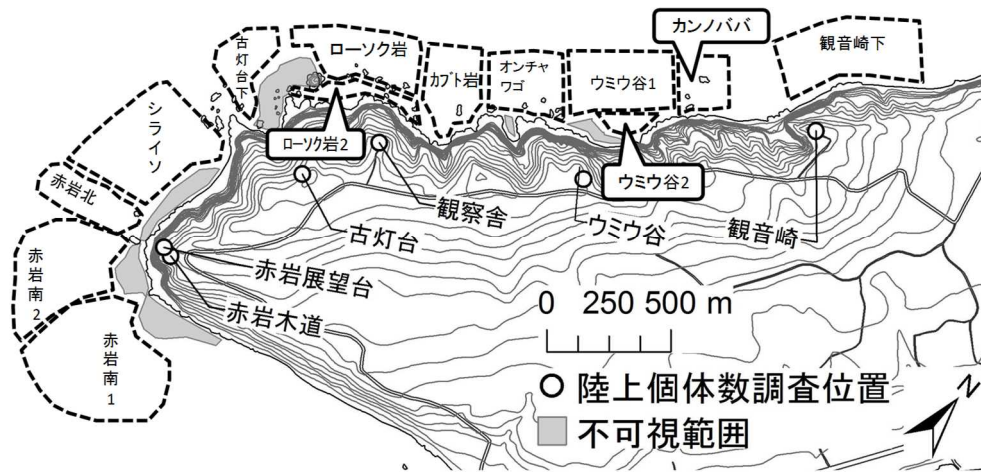 古灯台下
ローソク岩
カブト岩
オンチャ
ワゴ
ウミウ谷1
カンノババ
観音崎下
シライソ
ローソク岩2
ウミウ谷2
赤岩北
観察舎
古灯台
ウミウ谷
観音崎
赤岩南2
赤岩展望台
赤岩木道
赤岩南1
0 250 500 m
陸上個体数調査位置
不可視範囲
N